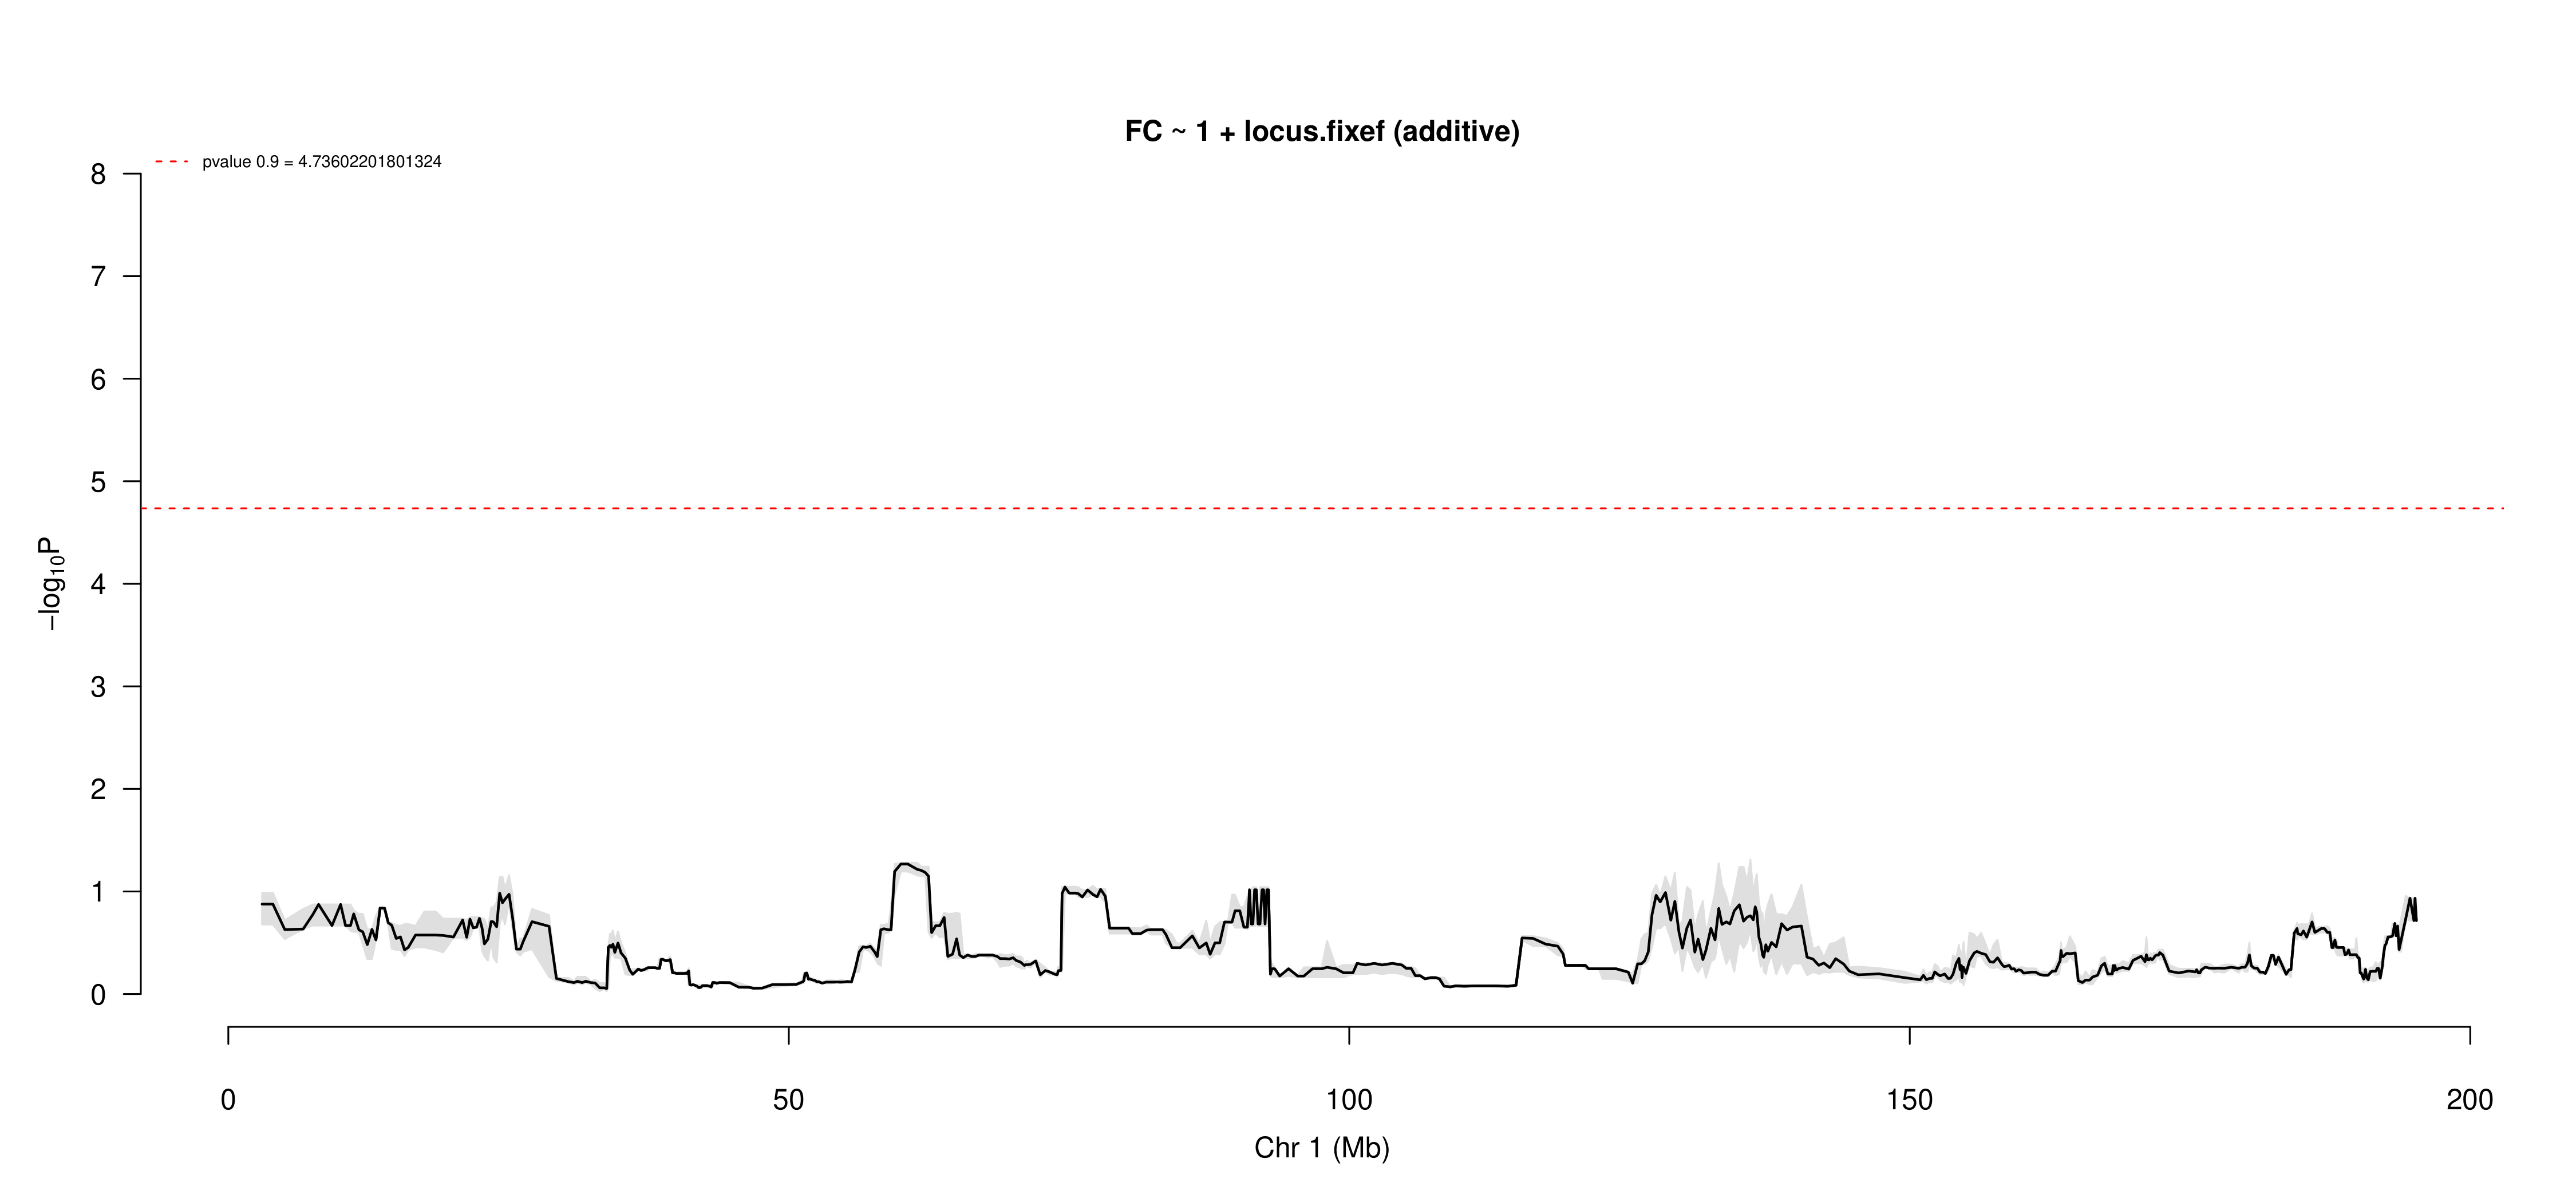 FC ~ 1 + locus.fixef (additive)
pvalue 0.9 = 4.73602201801324
8
7
6
5
4
3
2
1
0
−log10P
0 50 100 150 200
Chr 1 (Mb)